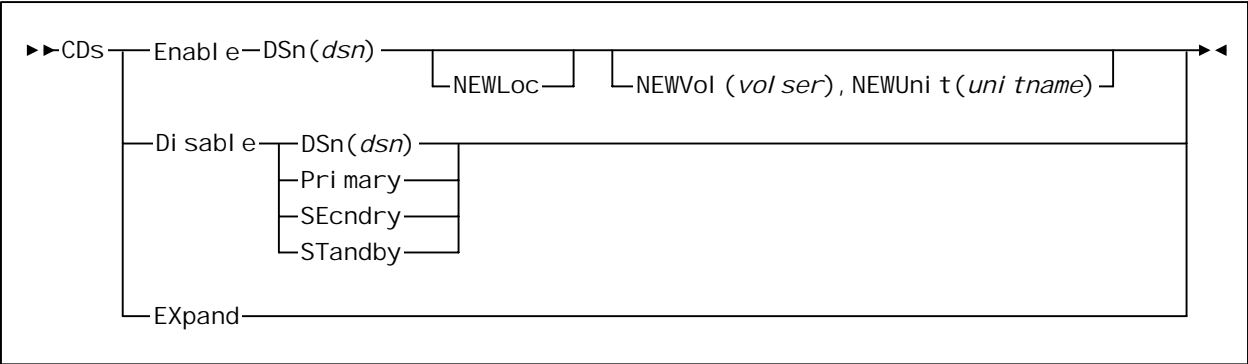 CDs Enable DSn(dsn)
NEWLoc NEWVol(volser),NEWUnit(unitname)
Disable DSn(dsn)
Primary
SEcndry
STandby
EXpand